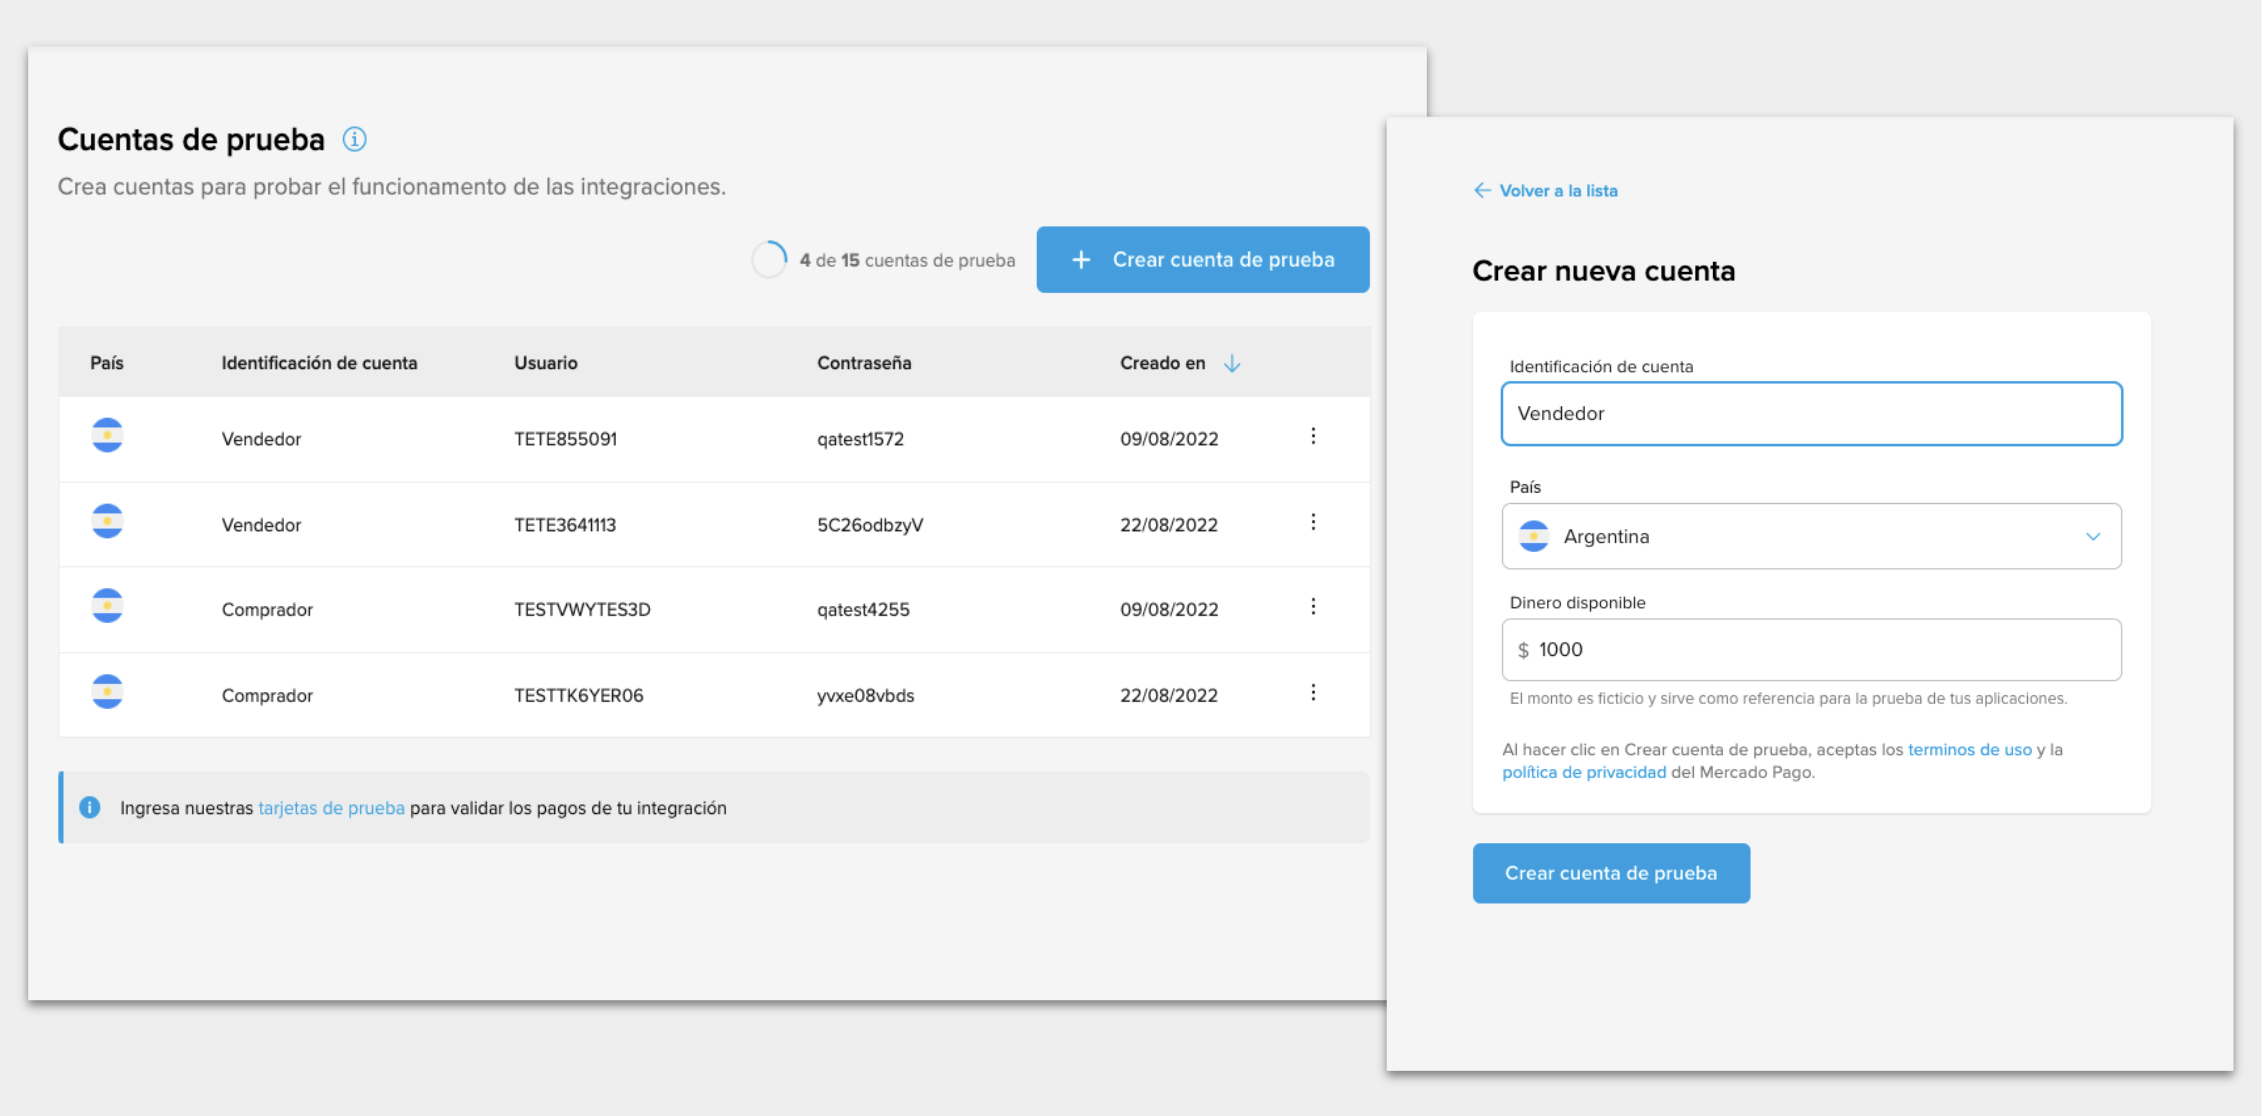 Cuentas de prueba
Crea cuentas para probar el funcionamento de las integraciones.
4 de 15 cuentas de prueba
+ Crear cuenta de prueba
País Identificación de cuenta Usuario Contraseña Creado en
Vendedor TETE855091 qatest1572 09/08/2022
Vendedor TETE3641113 5C26odbzyV 22/08/2022
Comprador TESTVWYTES3D qatest4255 09/08/2022
Comprador TESTTK6YER06 yvxe08vbds 22/08/2022
Ingresa nuestras tarjetas de prueba para validar los pagos de tu integración
Volver a la lista
Crear nueva cuenta
Identificación de cuenta
Vendedor
País
Argentina
Dinero disponible
$ 1000
El monto es ficticio y sirve como referencia para la prueba de tus aplicaciones.
Al hacer clic en Crear cuenta de prueba, aceptas los terminos de uso y la
política de privacidad del Mercado Pago.
Crear cuenta de prueba